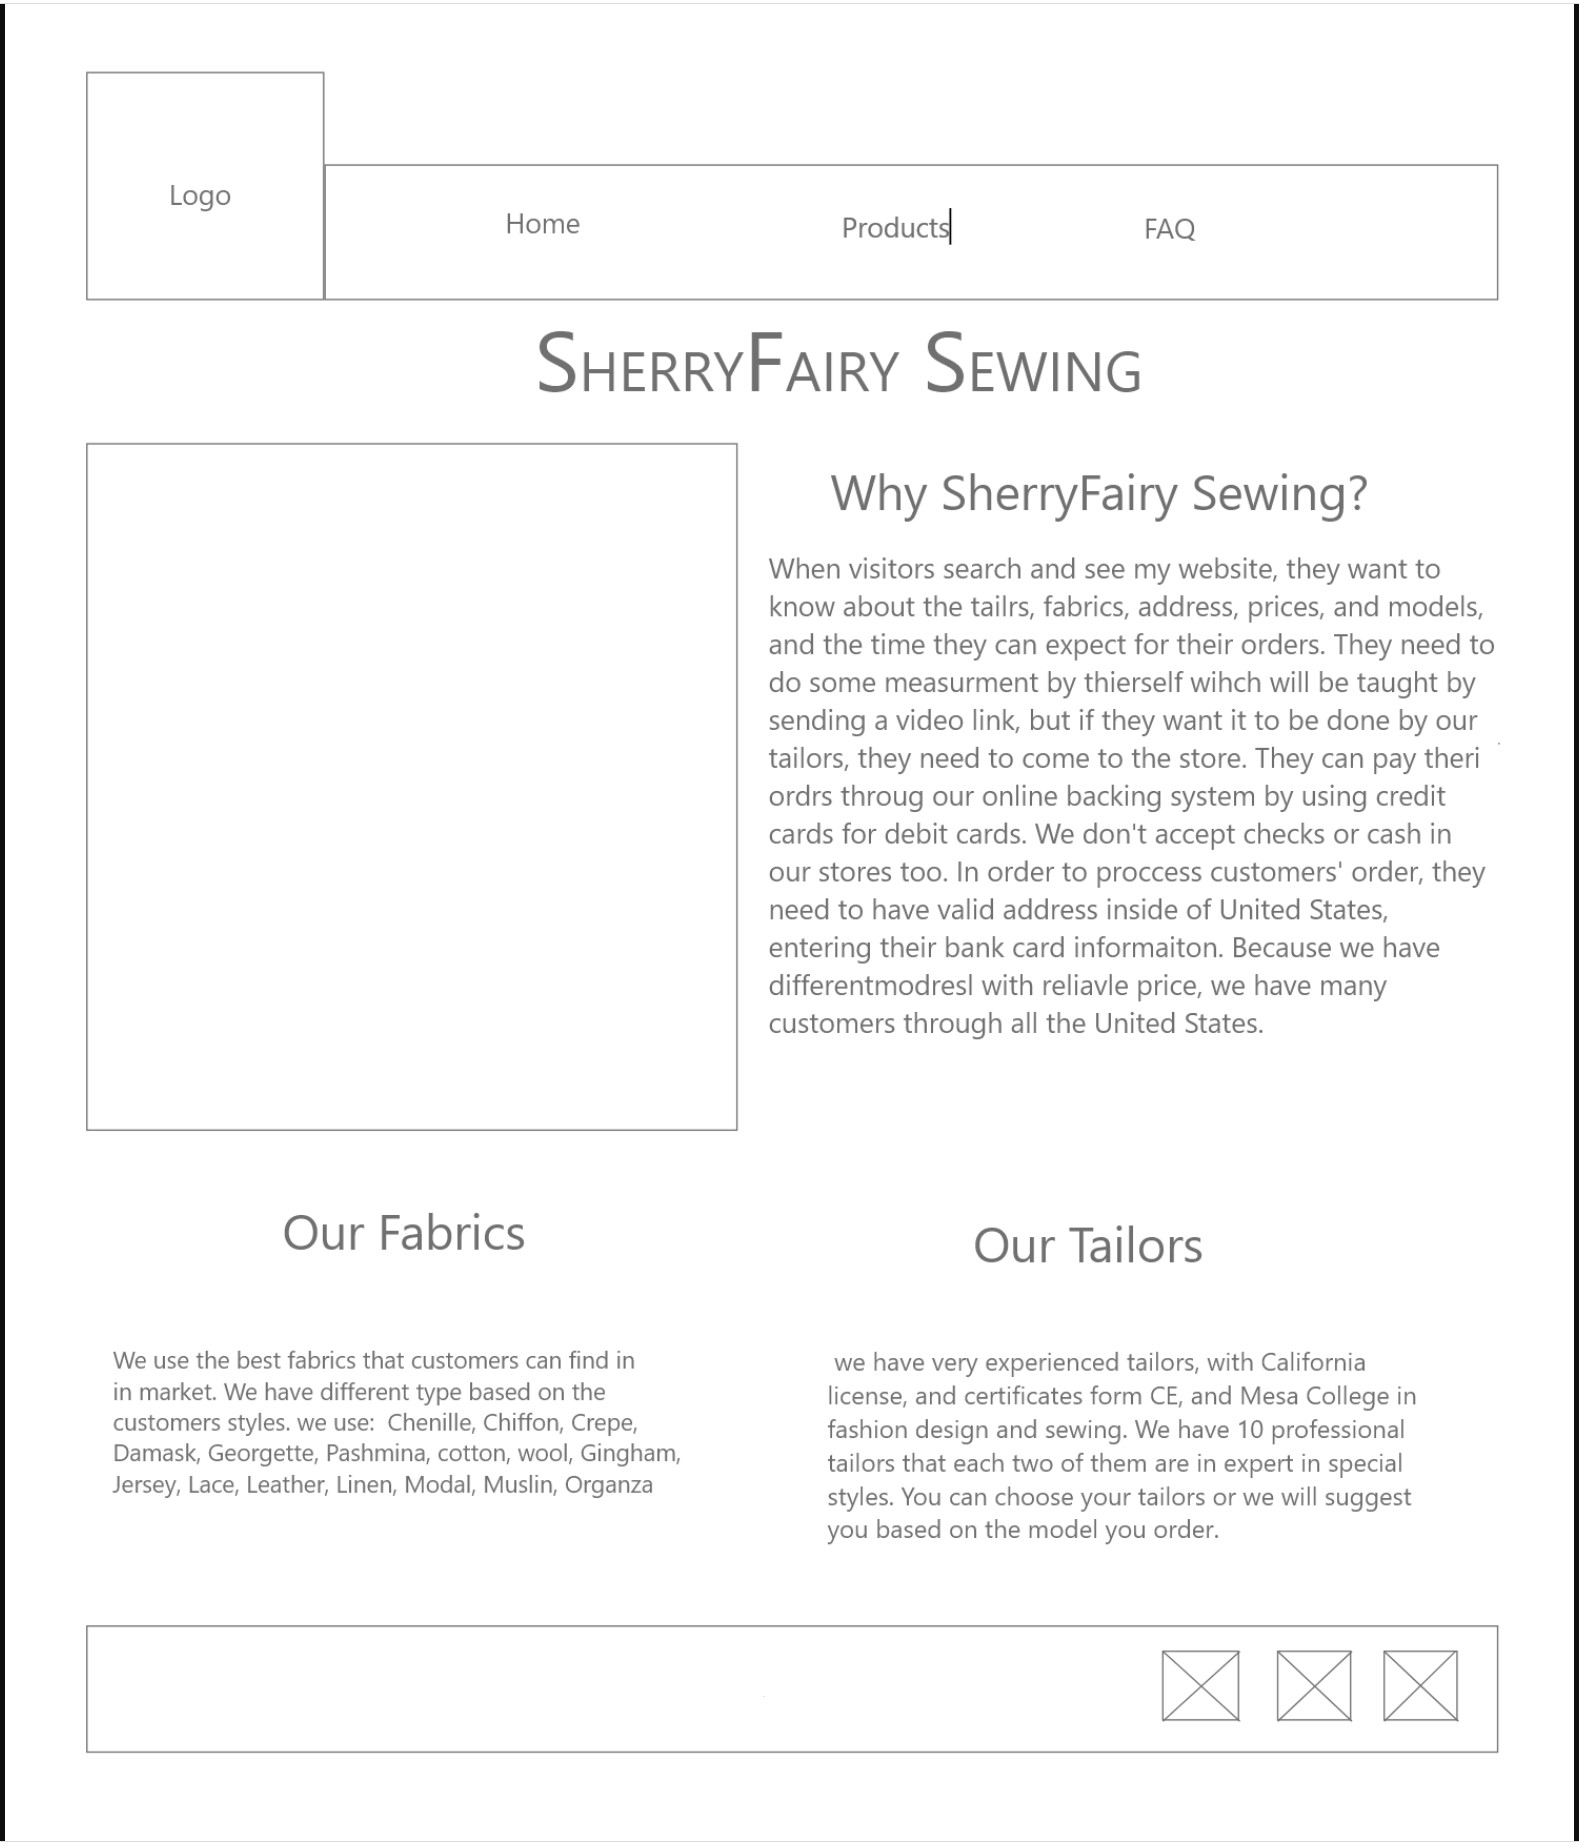 Logo
Home
Products
FAQ
SHERRYFAIRY SEWING
Why SherryFairy Sewing?
When visitors search and see my website, they want to
know about the tailrs, fabrics, address, prices, and models,
and the time they can expect for their orders. They need to
do some measurment by thierself wihch will be taught by
sending a video link, but if they want it to be done by our
tailors, they need to come to the store. They can pay theri
ordrs throug our online backing system by using credit
cards for debit cards. We don't accept checks or cash in
our stores too. In order to proccess customers' order, they
need to have valid address inside of United States,
entering their bank card informaiton. Because we have
differentmodresl with reliavle price, we have many
customers through all the United States.
Our Fabrics
We use the best fabrics that customers can find in
in market. We have different type based on the
customers styles. we use:  Chenille, Chiffon, Crepe,
Damask, Georgette, Pashmina, cotton, wool, Gingham,
Jersey, Lace, Leather, Linen, Modal, Muslin, Organza
Our Tailors
we have very experienced tailors, with California
license, and certificates form CE, and Mesa College in
fashion design and sewing. We have 10 professional
tailors that each two of them are in expert in special
styles. You can choose your tailors or we will suggest
you based on the model you order.